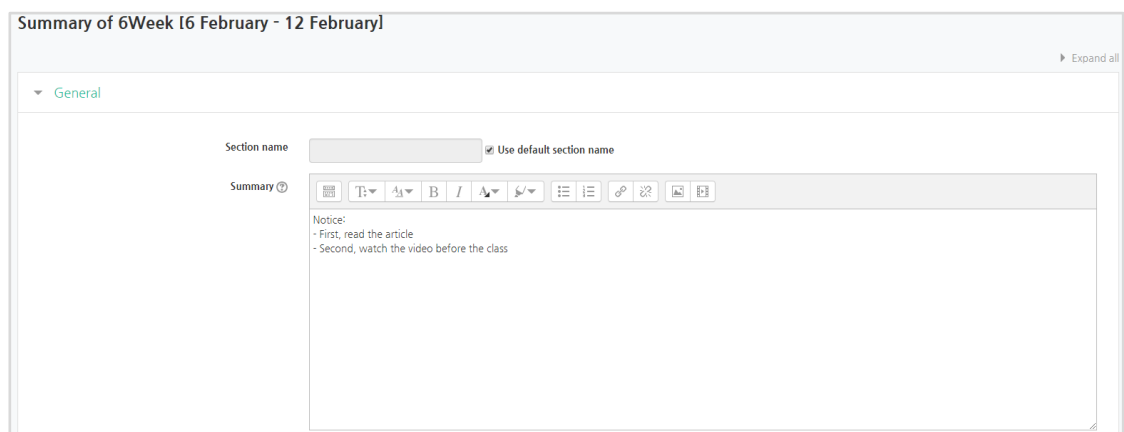 Summary of 6Week [6 February - 12 February]
Expand all
General
Section name
Use default section name
Summary
Notice:
- First, read the article
- Second, watch the video before the class